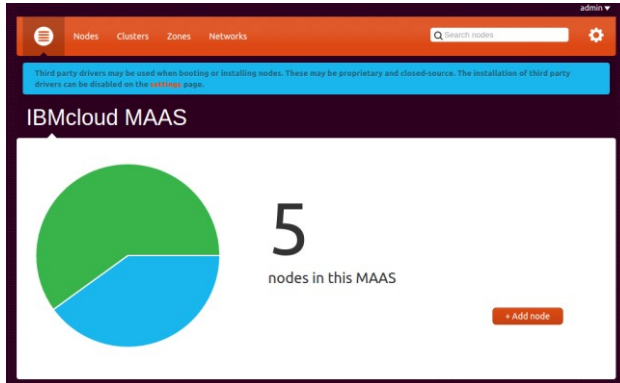 admin ▼
Nodes Clusters Zones Networks Search nodes
Third party drivers may be used when booting or installing nodes. These may be proprietary and closed-source. The installation of third party
drivers can be disabled on the settings page.
IBMcloud MAAS
5
nodes in this MAAS
+ Add node